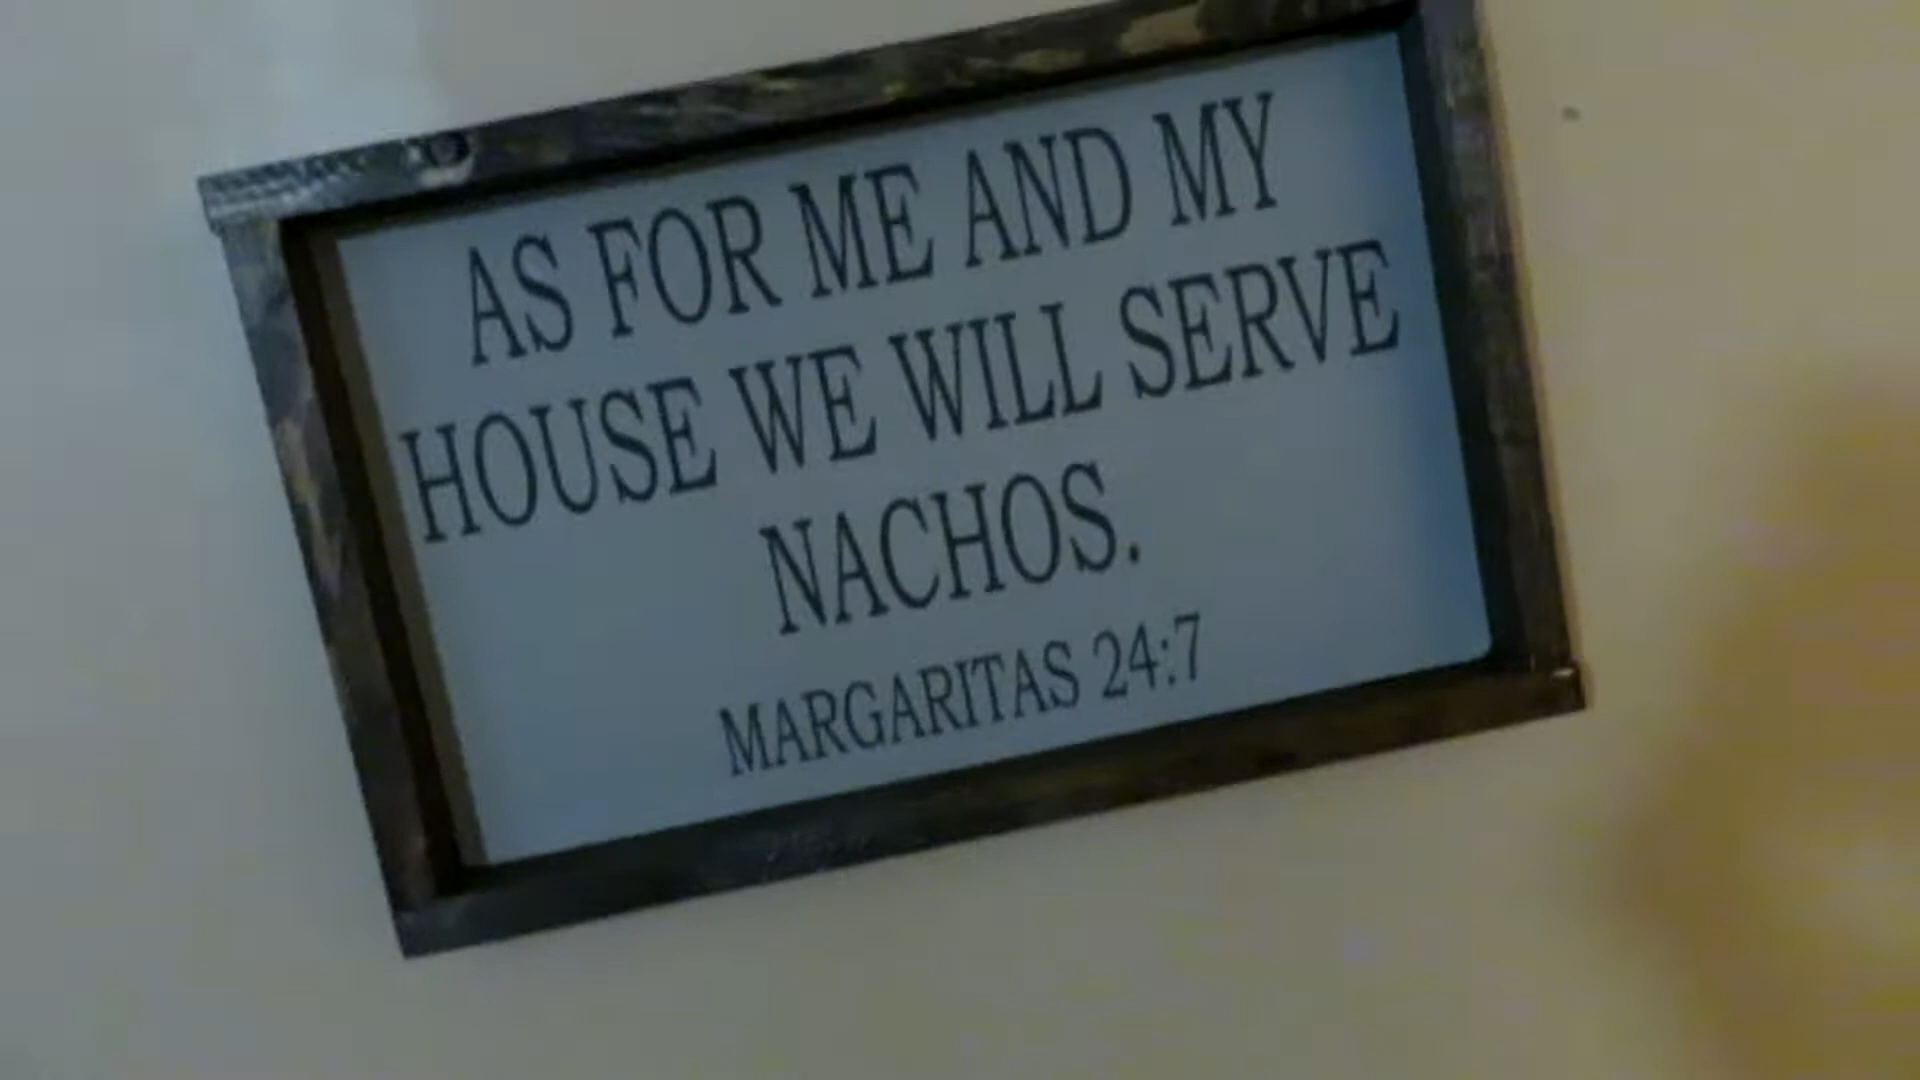 AS FOR ME AND MY
HOUSE WE WILL SERVE
NACHOS.
MARGARITAS 24:7